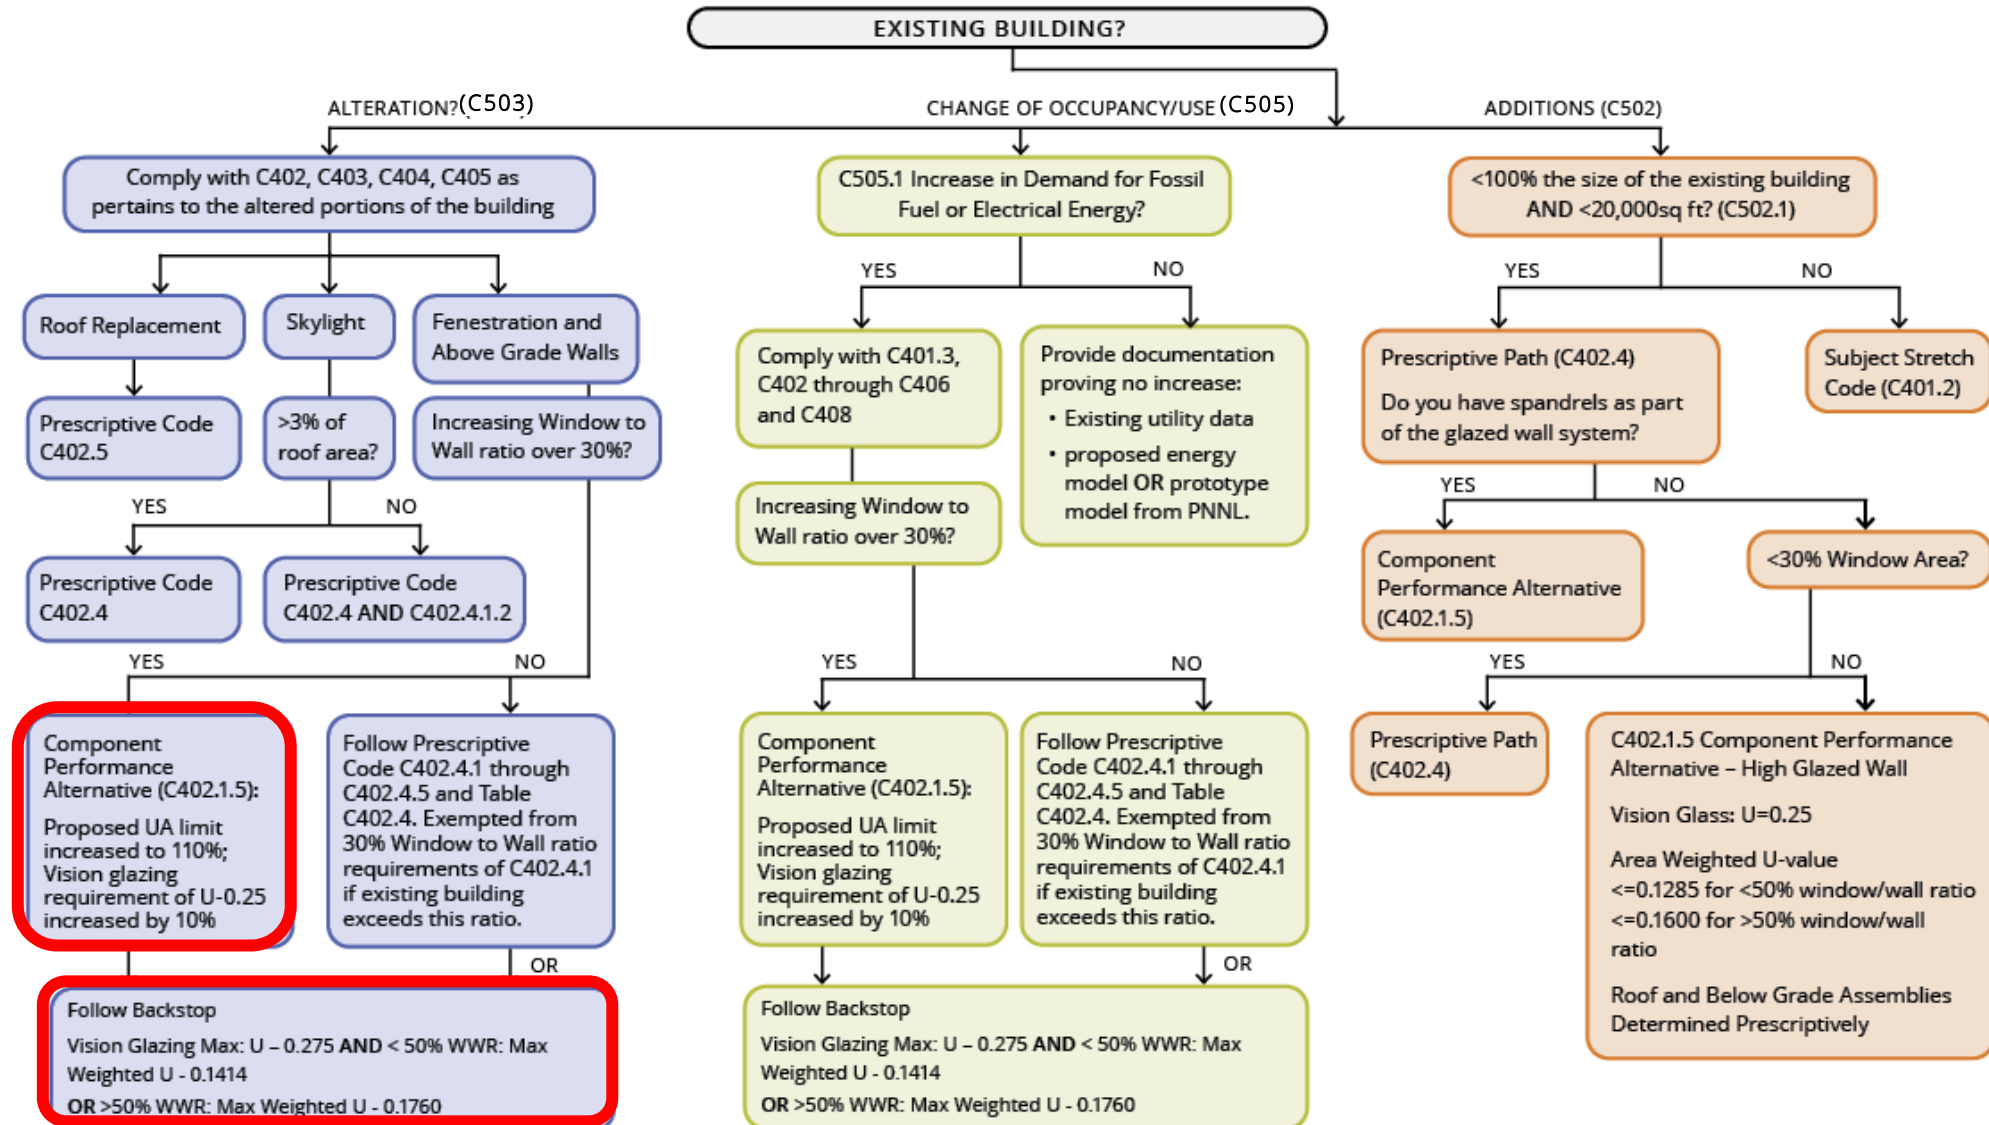 EXISTING BUILDING?
ALTERATION?(C503)
CHANGE OF OCCUPANCY/USE (C505)
ADDITIONS (C502)
Comply with C402, C403, C404, C405 as
pertains to the altered portions of the building
Roof Replacement
Skylight
Fenestration and
Above Grade Walls
Prescriptive Code
C402.5
>3% of
roof area?
Increasing Window to
Wall ratio over 30%?
YES
NO
Prescriptive Code
C402.4
Prescriptive Code
C402.4 AND C402.4.1.2
YES
NO
Component
Performance
Alternative (C402.1.5):
Proposed UA limit
increased to 110%;
Vision glazing
requirement of U-0.25
increased by 10%
Follow Prescriptive
Code C402.4.1 through
C402.4.5 and Table
C402.4. Exempted from
30% Window to Wall ratio
requirements of C402.4.1
if existing building
exceeds this ratio.
OR
Follow Backstop
Vision Glazing Max: U – 0.275 AND < 50% WWR: Max
Weighted U - 0.1414
OR >50% WWR: Max Weighted U - 0.1760
C505.1 Increase in Demand for Fossil
Fuel or Electrical Energy?
YES
NO
Comply with C401.3,
C402 through C406
and C408
Provide documentation
proving no increase:
• Existing utility data
• proposed energy
model OR prototype
model from PNNL.
Increasing Window to
Wall ratio over 30%?
YES
NO
Component
Performance
Alternative (C402.1.5):
Proposed UA limit
increased to 110%;
Vision glazing
requirement of U-0.25
increased by 10%
Follow Prescriptive
Code C402.4.1 through
C402.4.5 and Table
C402.4. Exempted from
30% Window to Wall ratio
requirements of C402.4.1
if existing building
exceeds this ratio.
OR
Follow Backstop
Vision Glazing Max: U – 0.275 AND < 50% WWR: Max
Weighted U - 0.1414
OR >50% WWR: Max Weighted U - 0.1760
<100% the size of the existing building
AND <20,000sq ft? (C502.1)
YES
NO
Prescriptive Path (C402.4)
Do you have spandrels as part
of the glazed wall system?
Subject Stretch
Code (C401.2)
YES
NO
Component
Performance Alternative
(C402.1.5)
<30% Window Area?
YES
NO
Prescriptive Path
(C402.4)
C402.1.5 Component Performance
Alternative – High Glazed Wall
Vision Glass: U=0.25
Area Weighted U-value
<=0.1285 for <50% window/wall ratio
<=0.1600 for >50% window/wall
ratio
Roof and Below Grade Assemblies
Determined Prescriptively